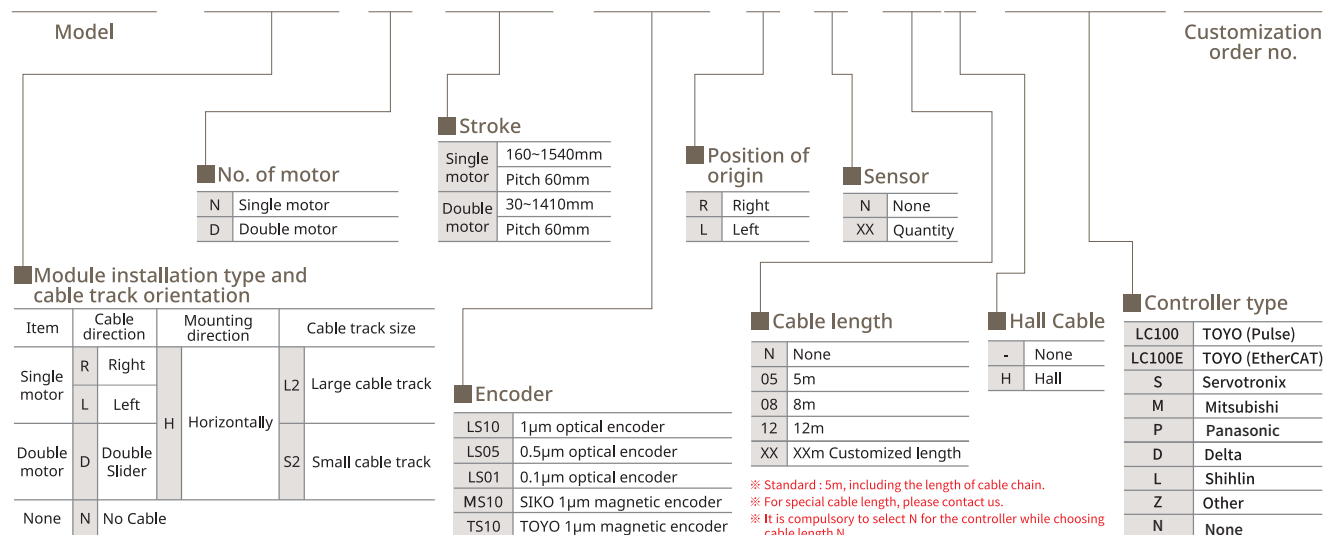 Model
Customization
order no.
Stroke
Single
motor
160~1540mm
Pitch 60mm
Double
motor
30~1410mm
Pitch 60mm
No. of motor
N Single motor
D Double motor
Position of
origin
R Right
L Left
Sensor
N None
XX Quantity
Module installation type and
cable track orientation
Item
Cable
direction
Mounting
direction
Cable track size
Single
motor
R Right
L Left
H Horizontally
L2 Large cable track
Double
motor
D Double
Slider
S2 Small cable track
None N No Cable
Encoder
LS10 1μm optical encoder
LS05 0.5μm optical encoder
LS01 0.1μm optical encoder
MS10 SIKO 1μm magnetic encoder
TS10 TOYO 1μm magnetic encoder
Cable length
N None
05 5m
08 8m
12 12m
XX XXm Customized length
※ Standard : 5m, including the length of cable chain.
※ For special cable length, please contact us.
※ It is compulsory to select N for the controller while choosing
cable length N.
Hall Cable
- None
H Hall
Controller type
LC100 TOYO (Pulse)
LC100E TOYO (EtherCAT)
S Servotronix
M Mitsubishi
P Panasonic
D Delta
L Shihlin
Z Other
N None